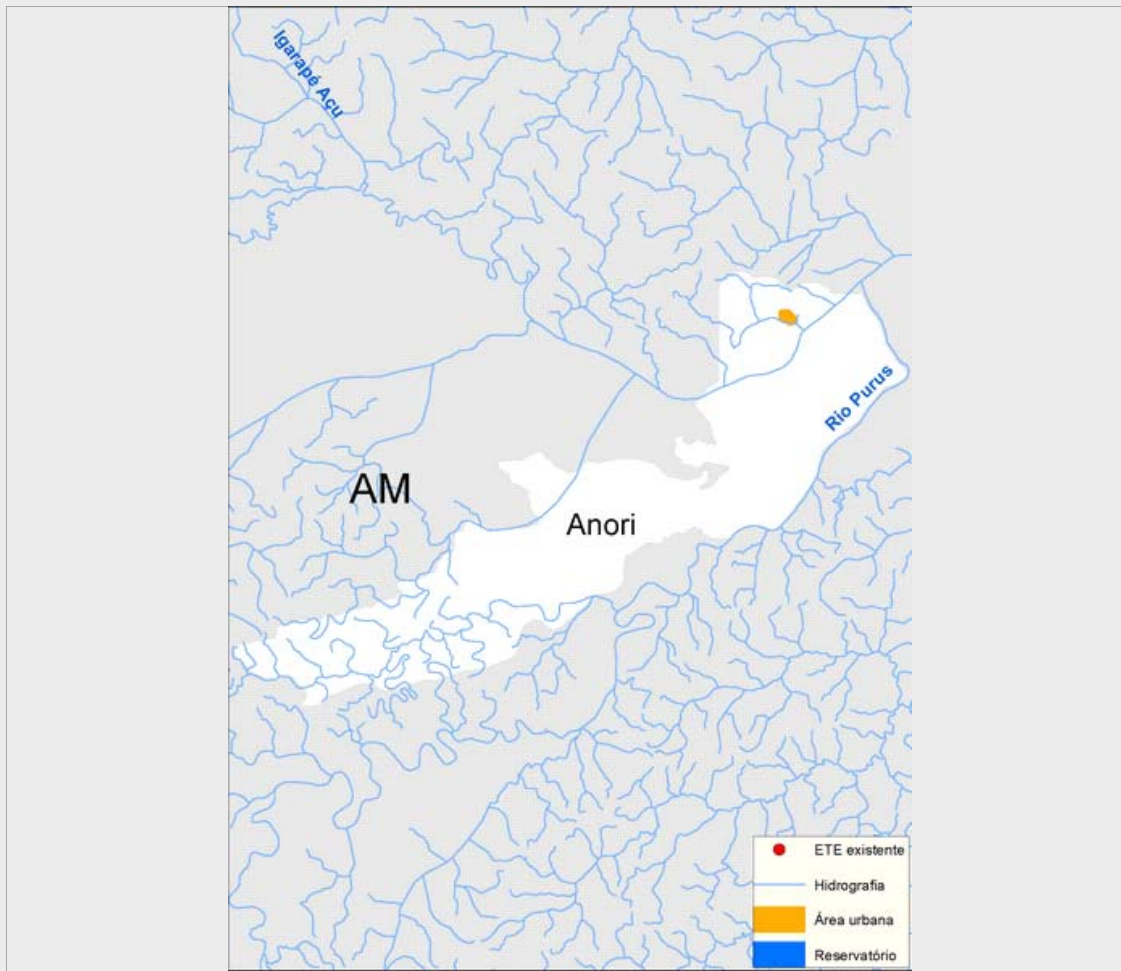 Igarapé Açu
Rio Purus
AM
Anori
ETE existente
Hidrografia
Área urbana
Reservatório